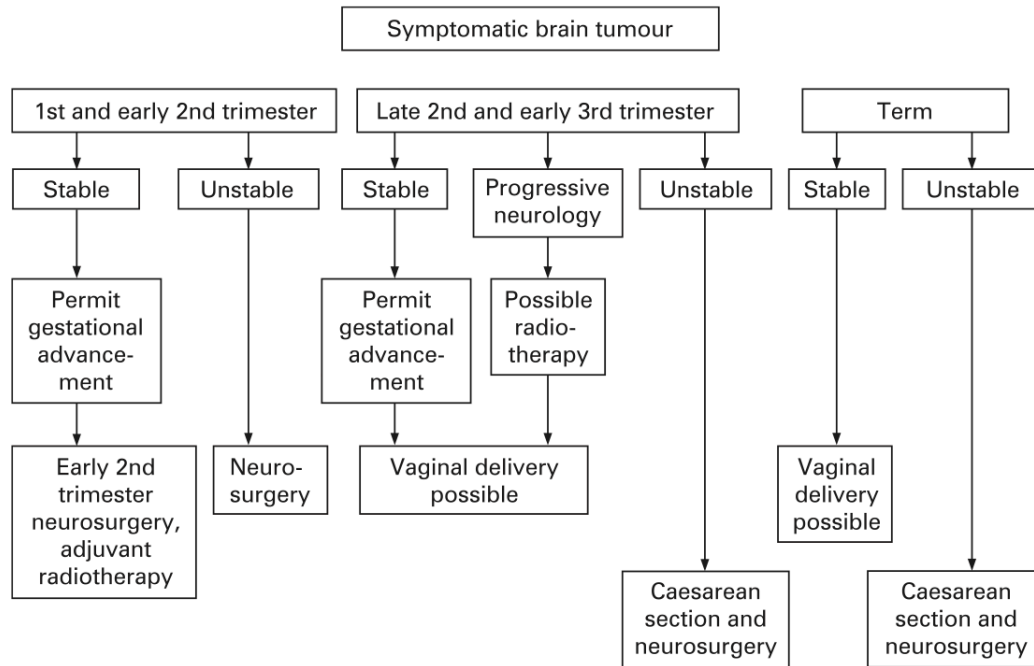 Symptomatic brain tumour
1st and early 2nd trimester
Late 2nd and early 3rd trimester
Term
Stable
Unstable
Stable
Progressive
neurology
Unstable
Stable
Unstable
Permit
gestational
advance-
ment
Permit
gestational
advance-
ment
Possible
radio-
therapy
Early 2nd
trimester
neurosurgery,
adjuvant
radiotherapy
Neuro-
surgery
Vaginal delivery
possible
Vaginal
delivery
possible
Caesarean
section and
neurosurgery
Caesarean
section and
neurosurgery